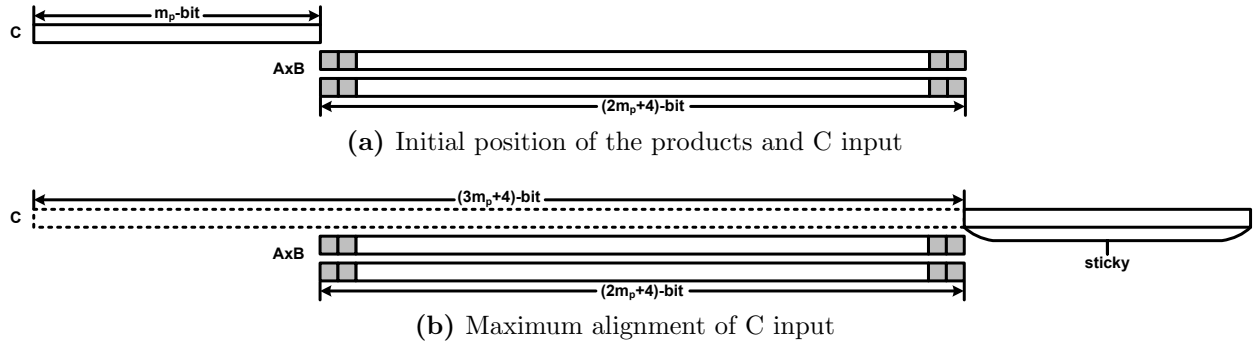 mₚ-bit
C
AxB
(2mₚ+4)-bit
(a) Initial position of the products and C input
(3mₚ+4)-bit
C
AxB
sticky
(2mₚ+4)-bit
(b) Maximum alignment of C input